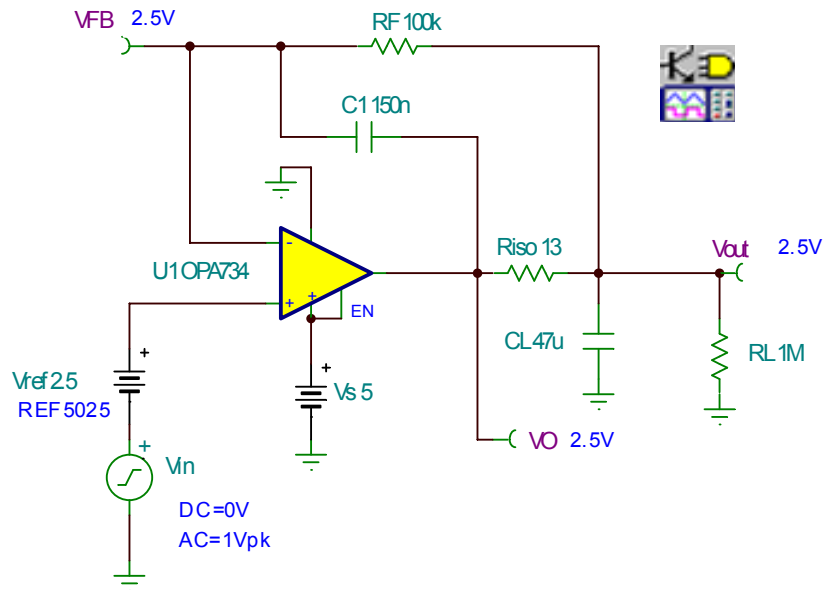 VFB 2.5V
RF 100k
C1 150n
-
U1 OPA734
+
+
EN
Riso 13
Vout 2.5V
CL 47u
RL 1M
+
Vref 2.5
REF5025
+
Vs 5
VO 2.5V
+
Vin
DC=0V
AC=1Vpk